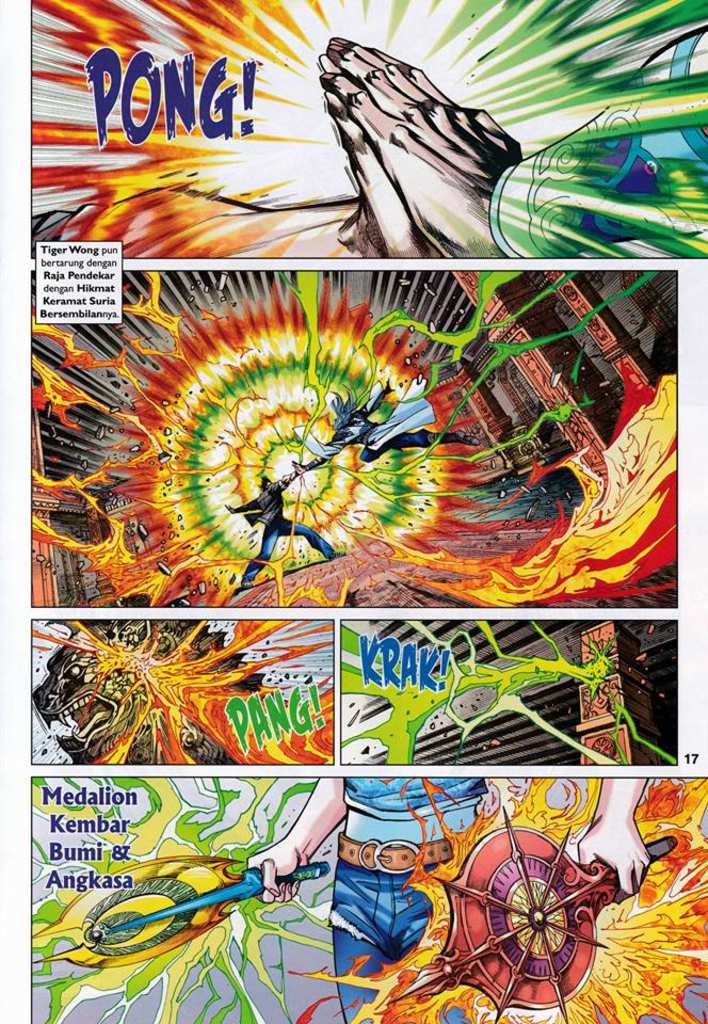 PONG!
Tiger Wong pun
bertarung dengan
Raja Pendekar
dengan Hikmat
Keramat Suria
Bersembilannya.
PANG!
KRAK!
17
Medalion
Kembar
Bumi &
Angkasa